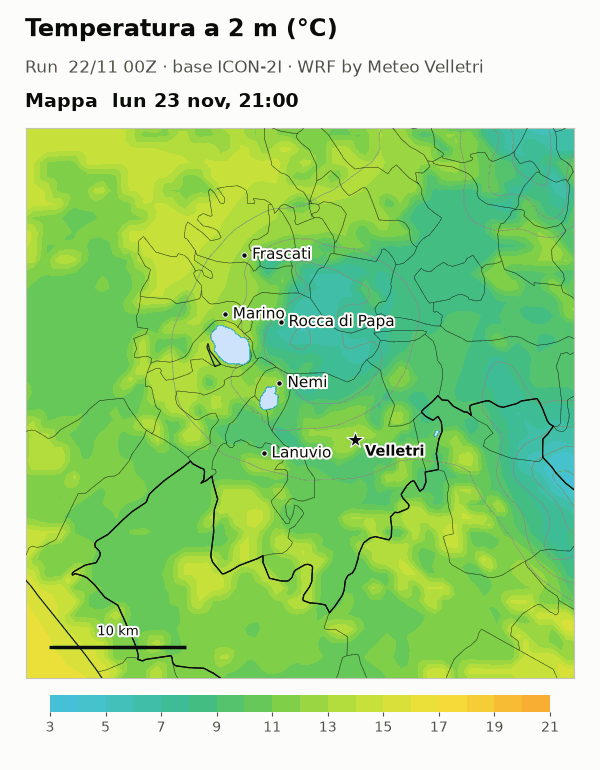 Temperatura a 2 m (°C)
Run  22/11 00Z · base ICON-2I · WRF by Meteo Velletri
Mappa  lun 23 nov, 21:00
Frascati
Marino
Rocca di Papa
Nemi
Velletri
Lanuvio
10 km
3 5 7 9 11 13 15 17 19 21